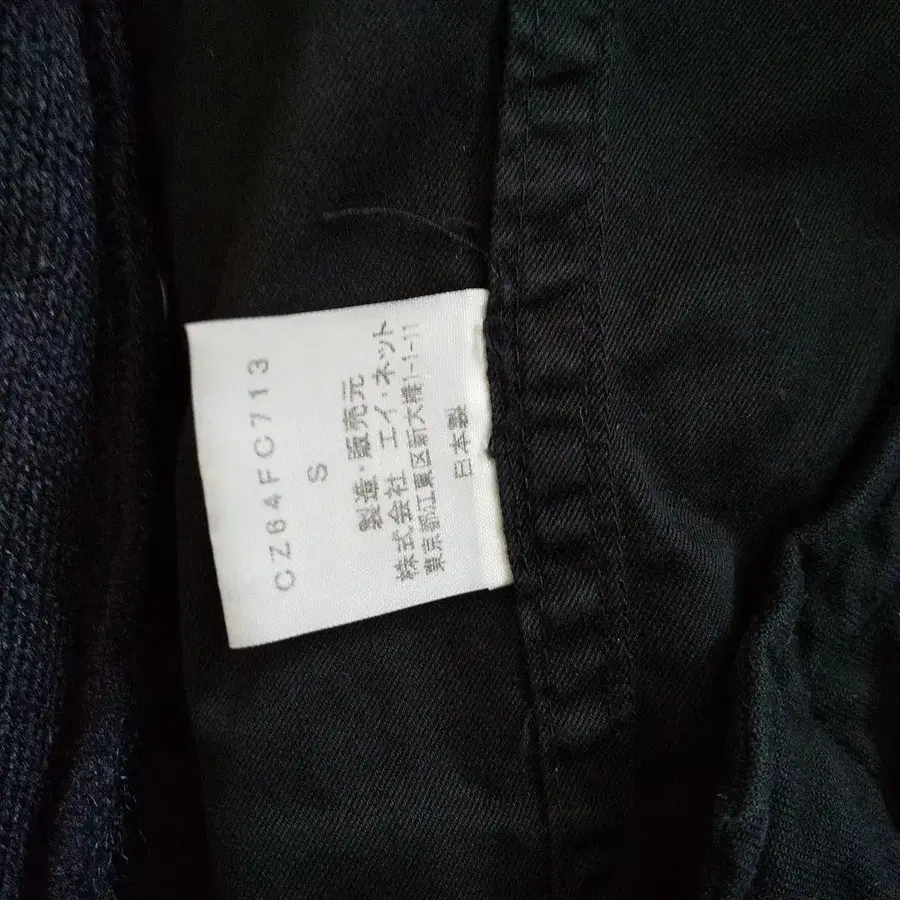 CZ64FC713
S
製造・販売元
株式会社 エイ・ネット
東京都江東区新大橋1-1-11
日本製